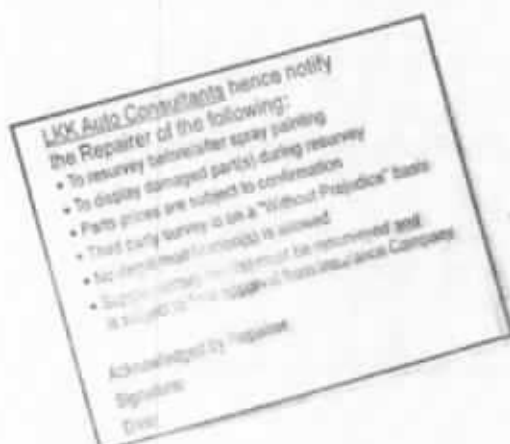 LKK Auto Consultants hence notify
the Repairer of the following:
• To resurvey before/after spray painting
• To display damaged part(s) during resurvey
• Parts prices are subject to confirmation
• Third party survey is on a "Without Prejudice" basis
• No is allowed
• must be resurveyed and
is subject to from Insurance Company
Acknowledged by Repairer
Signature:
Date: